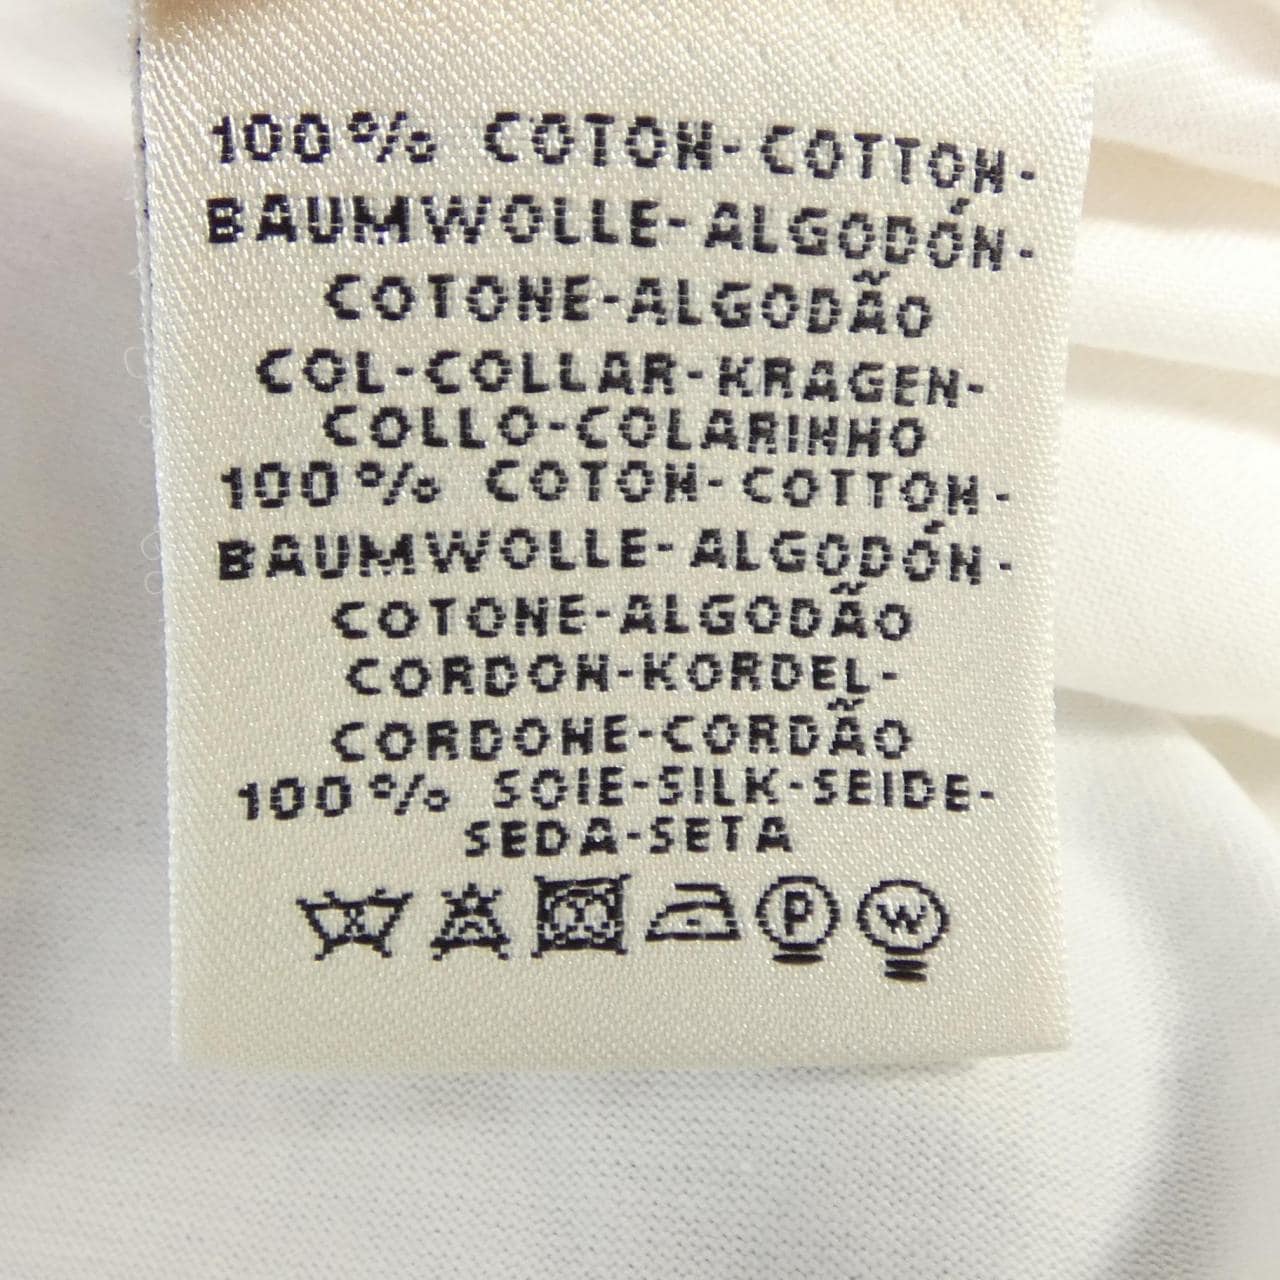 100% COTON-COTTON-
BAUMWOLLE-ALGODÓN-
COTONE-ALGODÃO
COL-COLLAR-KRAGEN-
COLLO-COLARINHO
100% COTON-COTTON-
BAUMWOLLE-ALGODÓN-
COTONE-ALGODÃO
CORDON-KORDEL-
CORDONE-CORDÃO
100% SOIE-SILK-SEIDE-
SEDA-SETA
P W